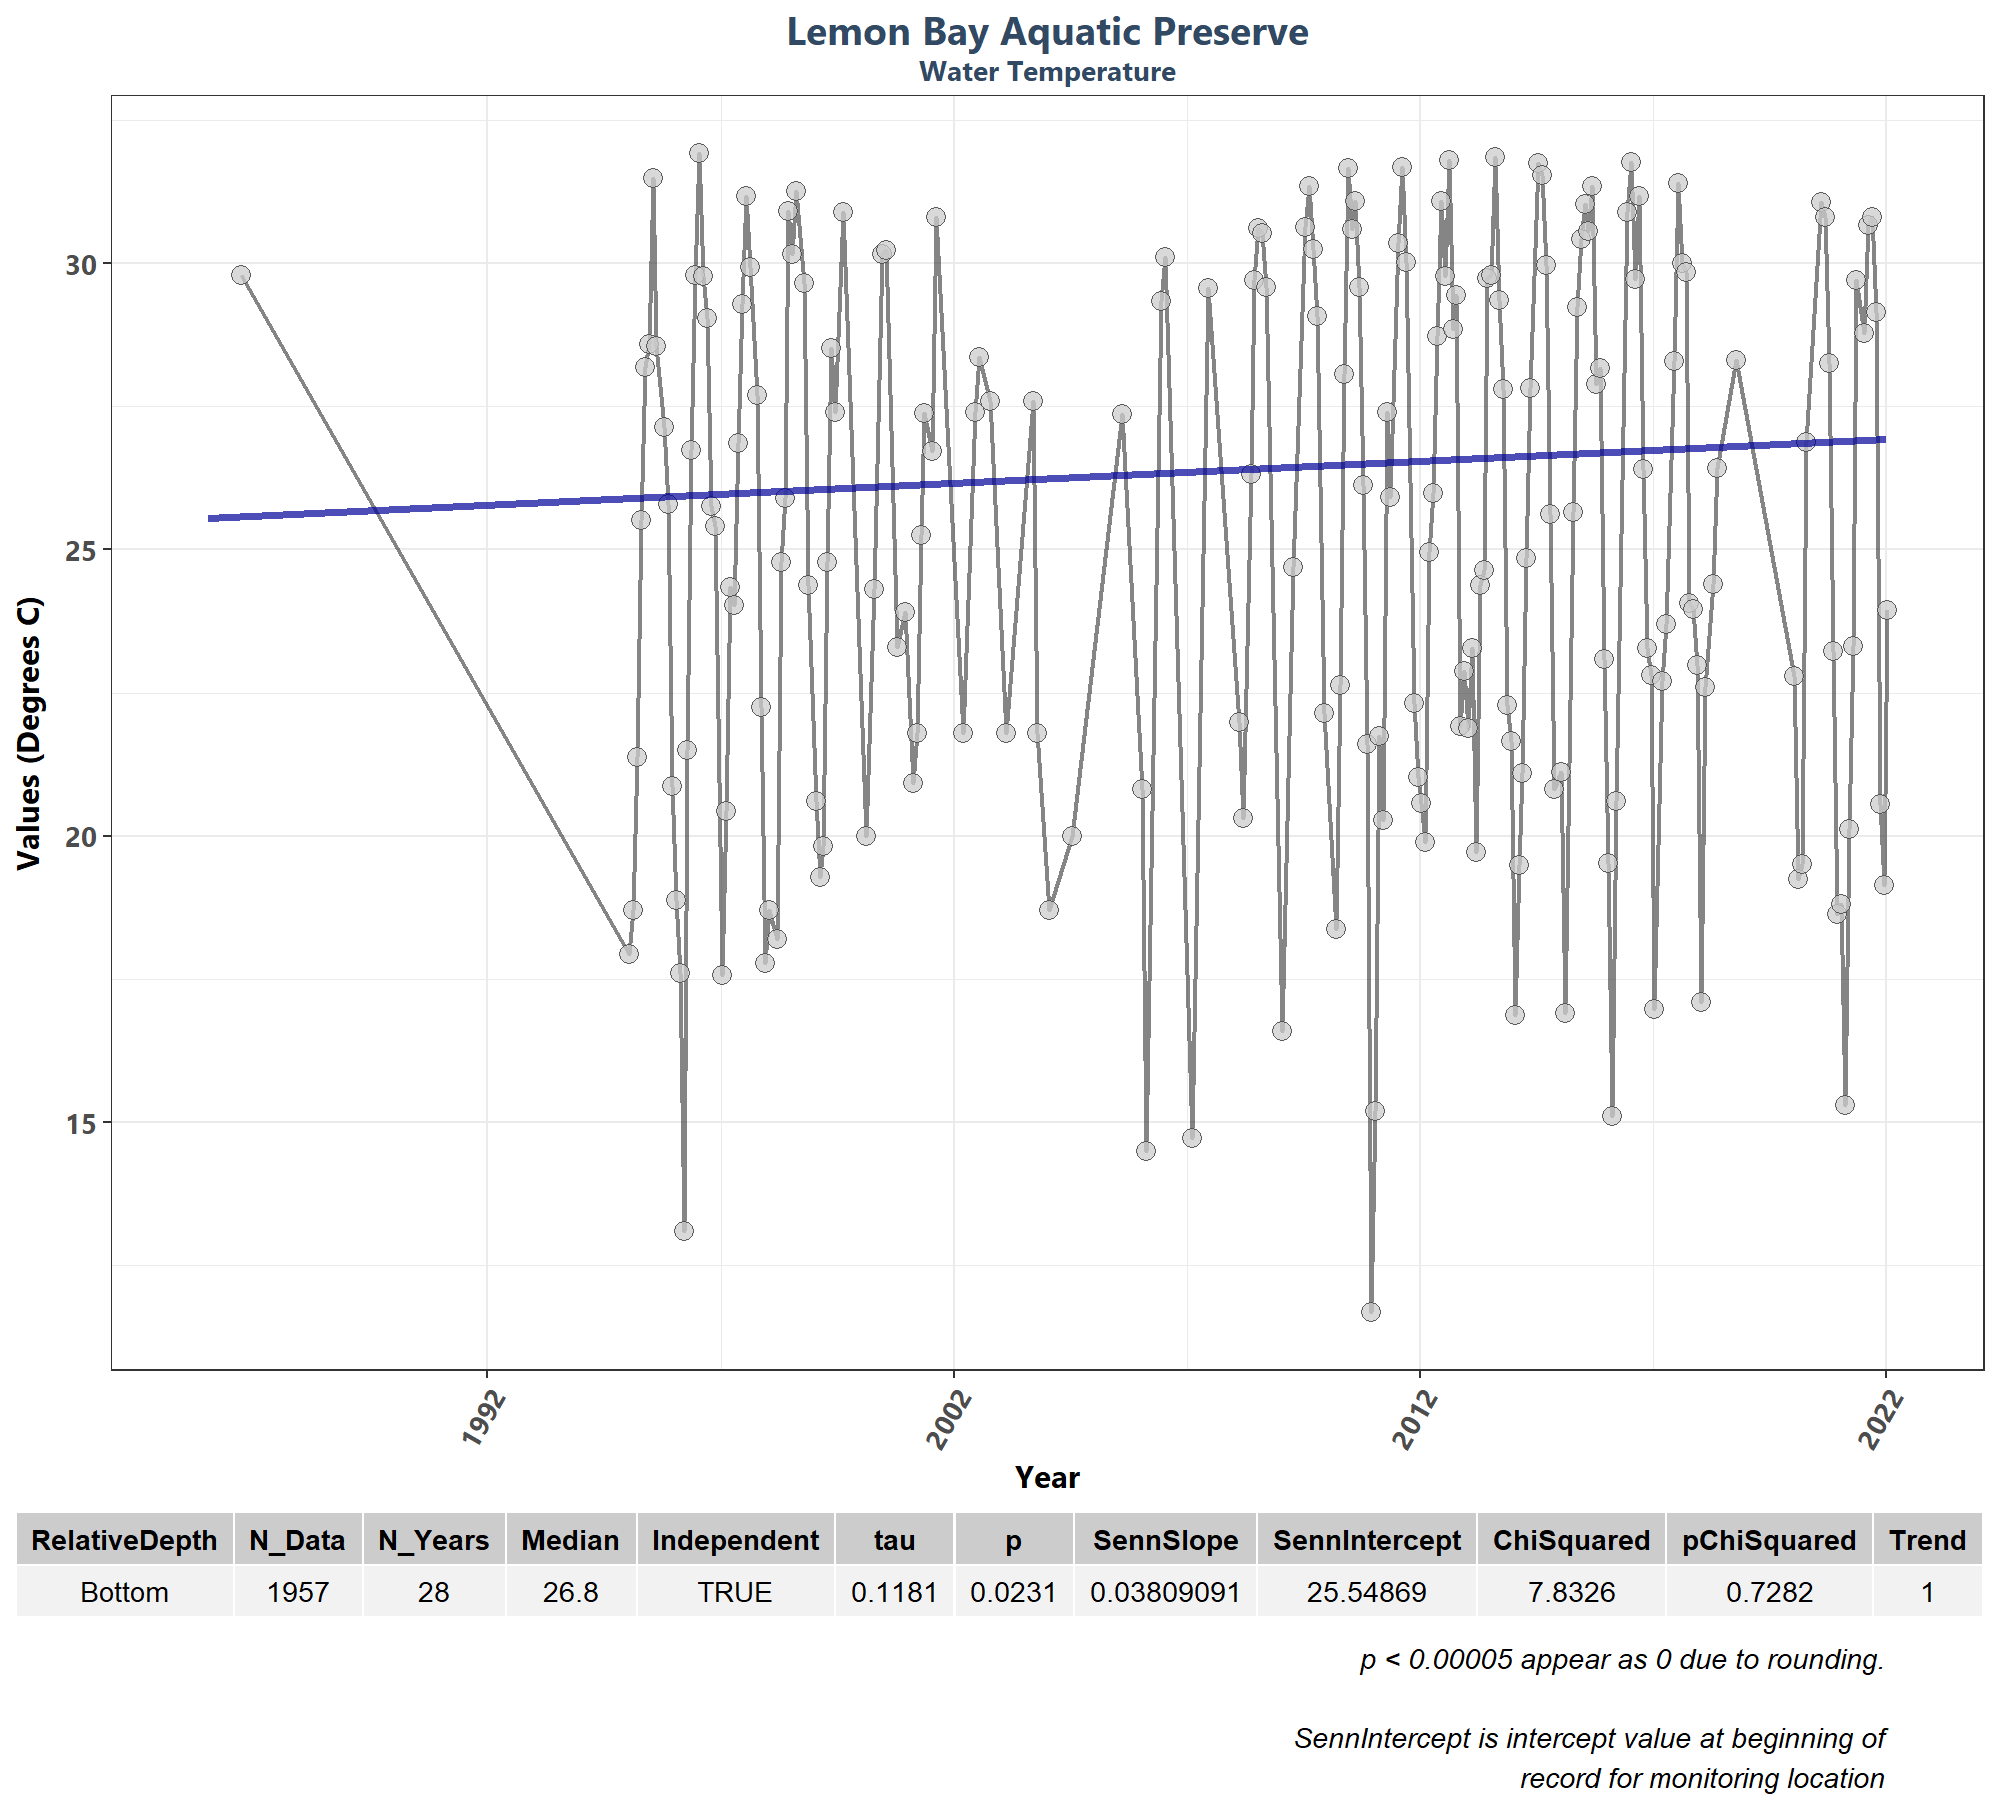 Lemon Bay Aquatic Preserve
Water Temperature
Values (Degrees C)
30
25
20
15
1992
2002
2012
2022
Year
RelativeDepth N_Data N_Years Median Independent tau p SennSlope SennIntercept ChiSquared pChiSquared Trend
Bottom 1957 28 26.8 TRUE 0.1181 0.0231 0.03809091 25.54869 7.8326 0.7282 1
p < 0.00005 appear as 0 due to rounding.
SennIntercept is intercept value at beginning of
record for monitoring location